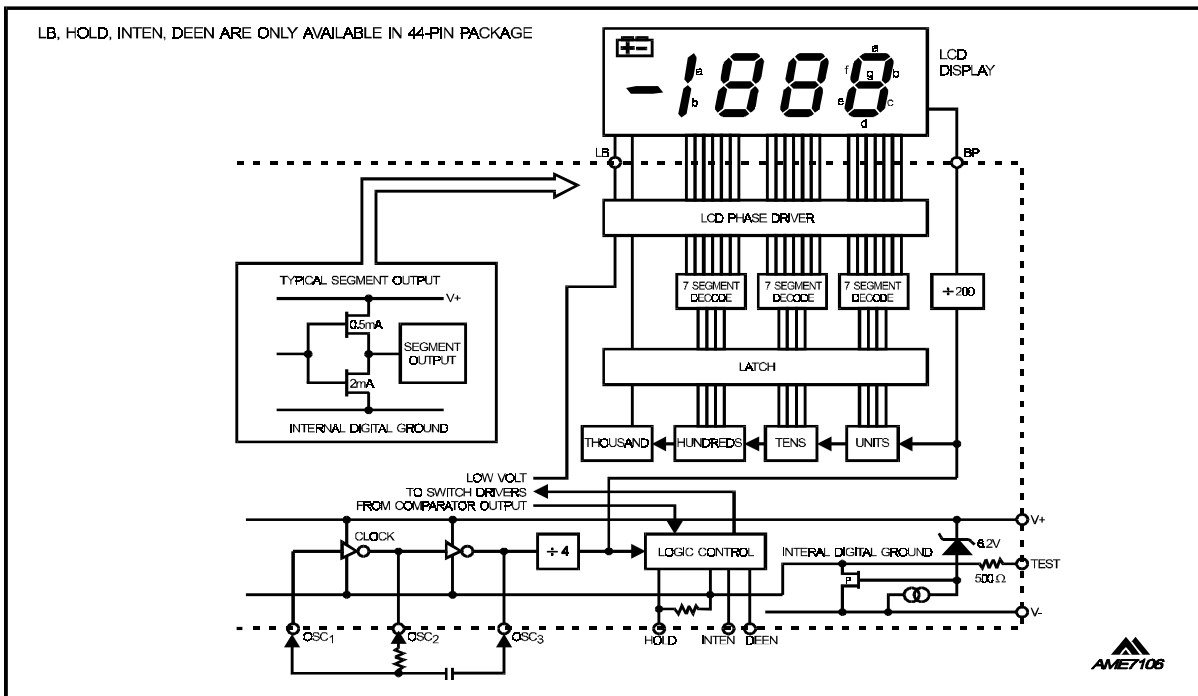 LB, HOLD, INTEN, DEEN ARE ONLY AVAILABLE IN 44-PIN PACKAGE
LCD
DISPLAY
-1888
a
b
a
f
g
b
e
c
d
LB
BP
LCD PHASE DRIVER
TYPICAL SEGMENT OUTPUT
V+
0.5mA
SEGMENT
OUTPUT
2mA
INTERNAL DIGITAL GROUND
7 SEGMENT
DECODE
7 SEGMENT
DECODE
7 SEGMENT
DECODE
÷200
LATCH
THOUSAND
HUNDREDS
TENS
UNITS
LOW VOLT
TO SWITCH DRIVERS
FROM COMPARATOR OUTPUT
V+
CLOCK
÷4
LOGIC CONTROL
INTERAL DIGITAL GROUND
6.2V
P
TEST
500 Ω
V-
OSC1
OSC2
OSC3
HOLD
INTEN
DEEN
AME7106